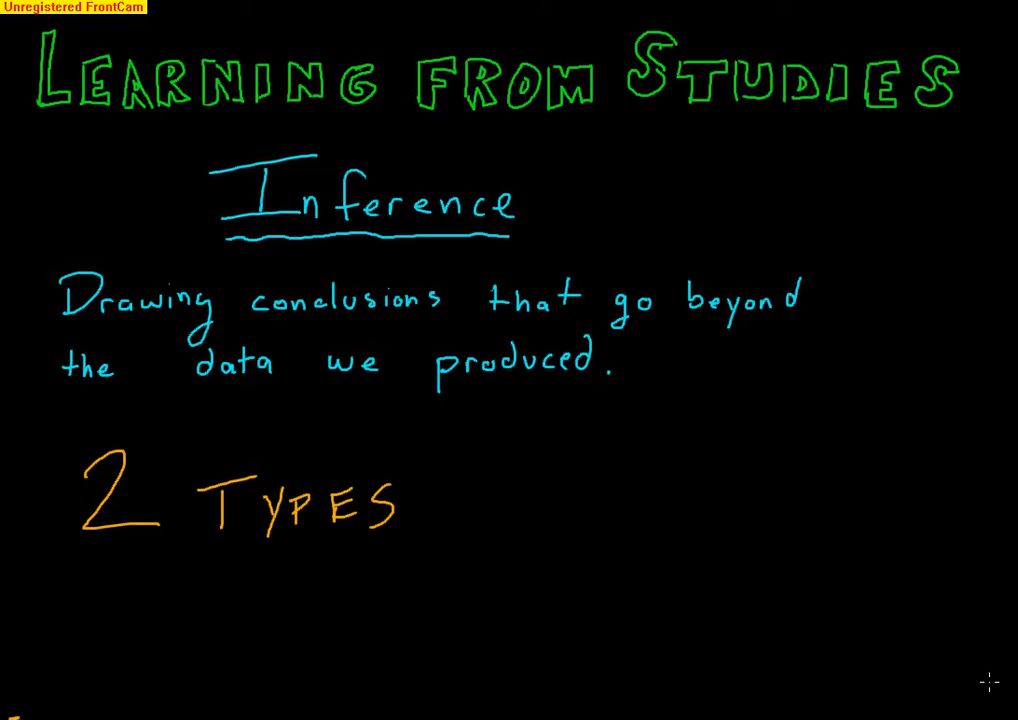 Unregistered FrontCam
LEARNING FROM STUDIES
Inference
Drawing conclusions that go beyond
the data we produced.
2 TYPES